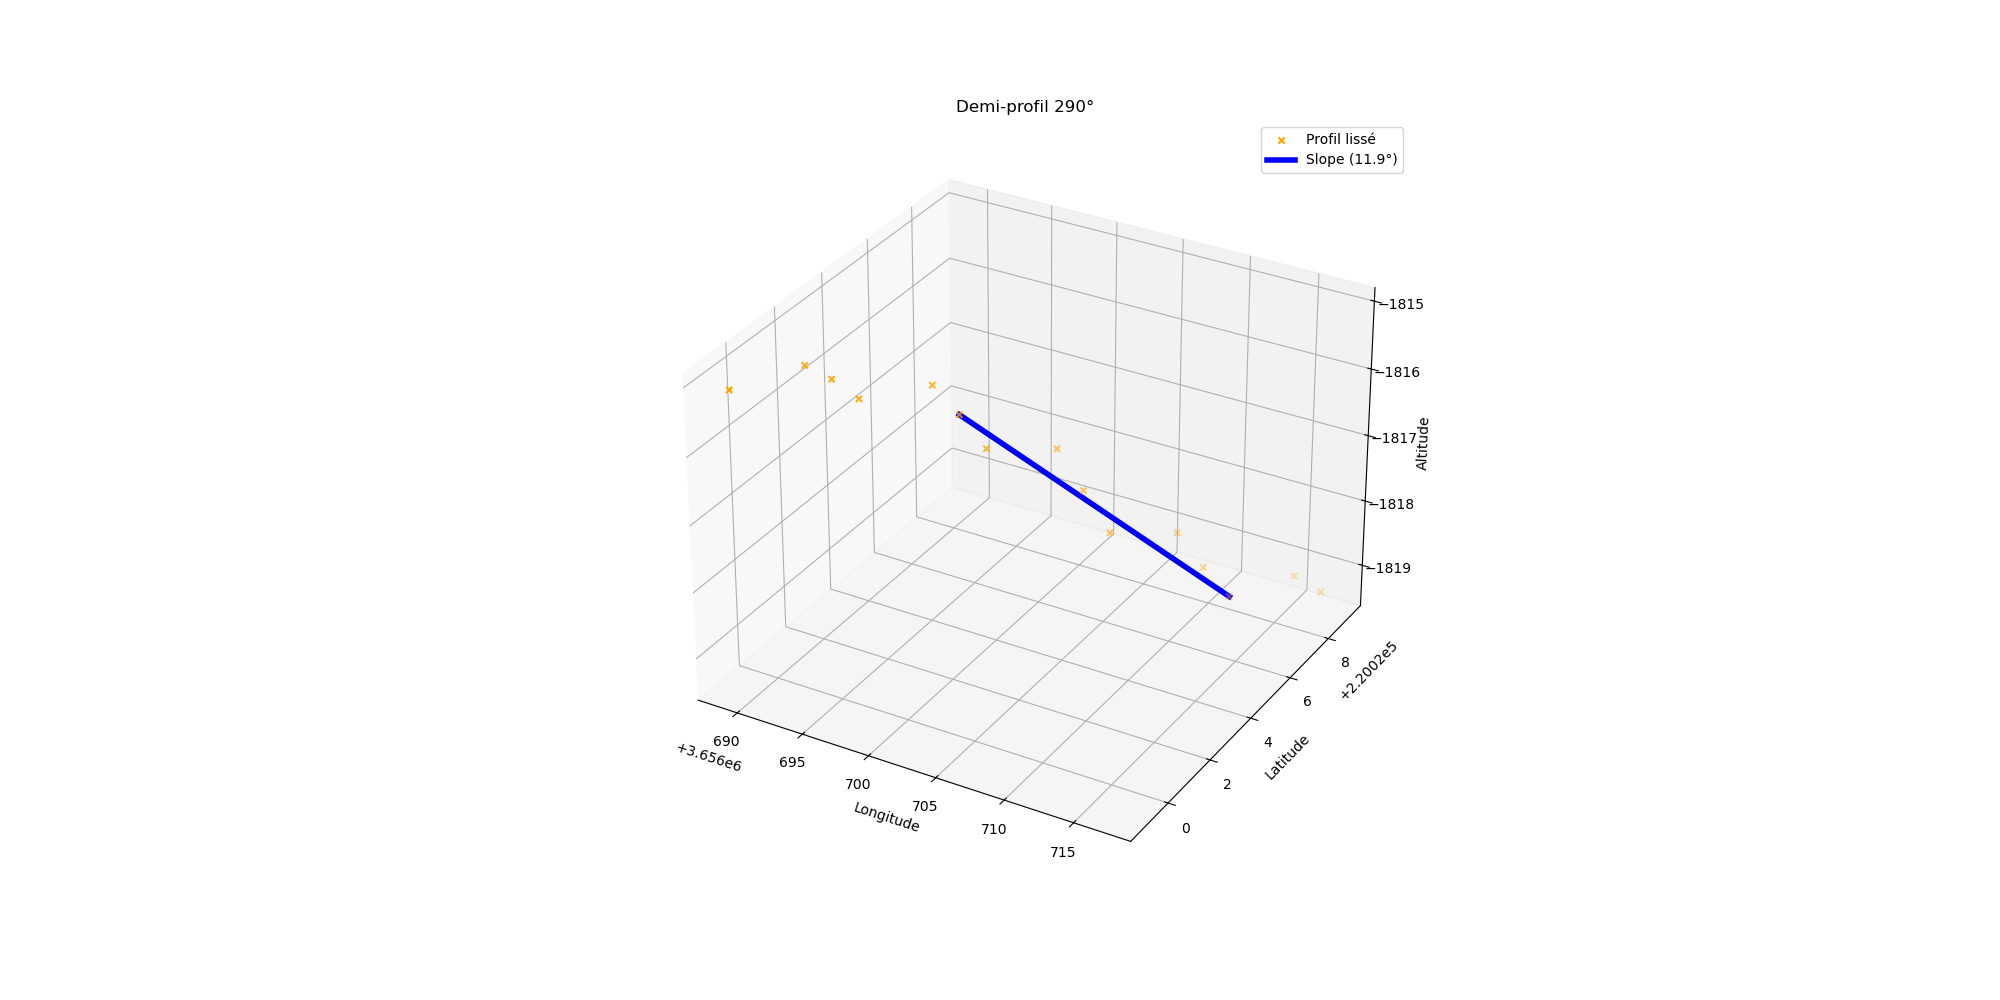 Demi-profil 290°
Profil lissé
Slope (11.9°)
−1815
−1816
−1817
−1818
−1819
Altitude
8
6
4
2
0
+2.2002e5
Latitude
690
695
700
705
710
715
+3.656e6
Longitude